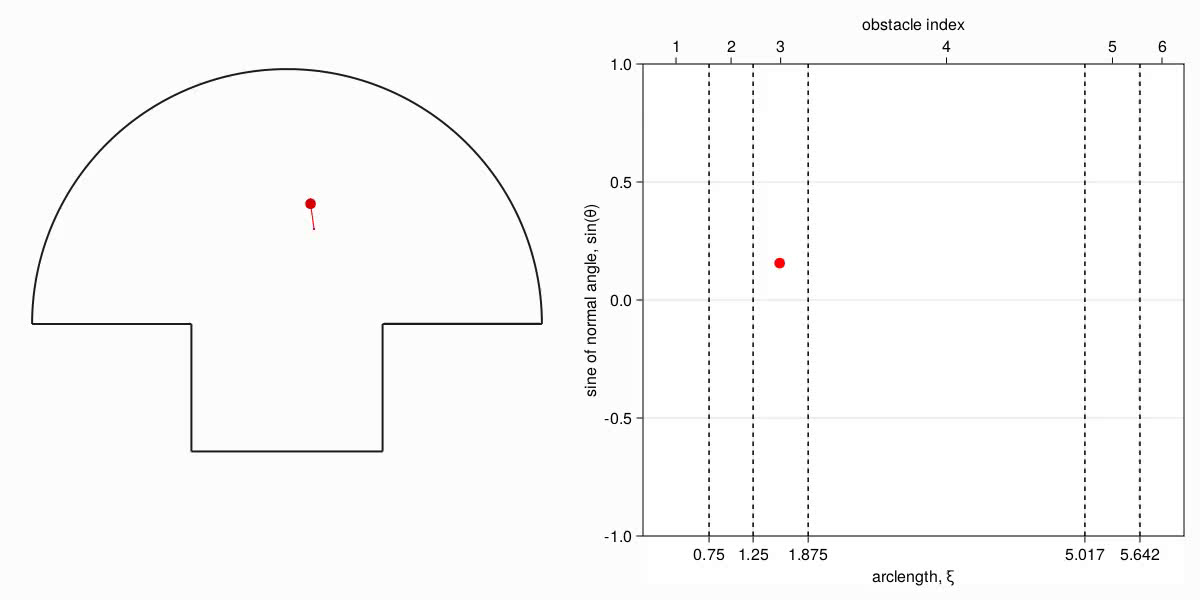 obstacle index
1 2 3 4 5 6
1.0
0.5
0.0
-0.5
-1.0
sine of normal angle, sin(θ)
0.75 1.25 1.875 5.017 5.642
arclength, ξ